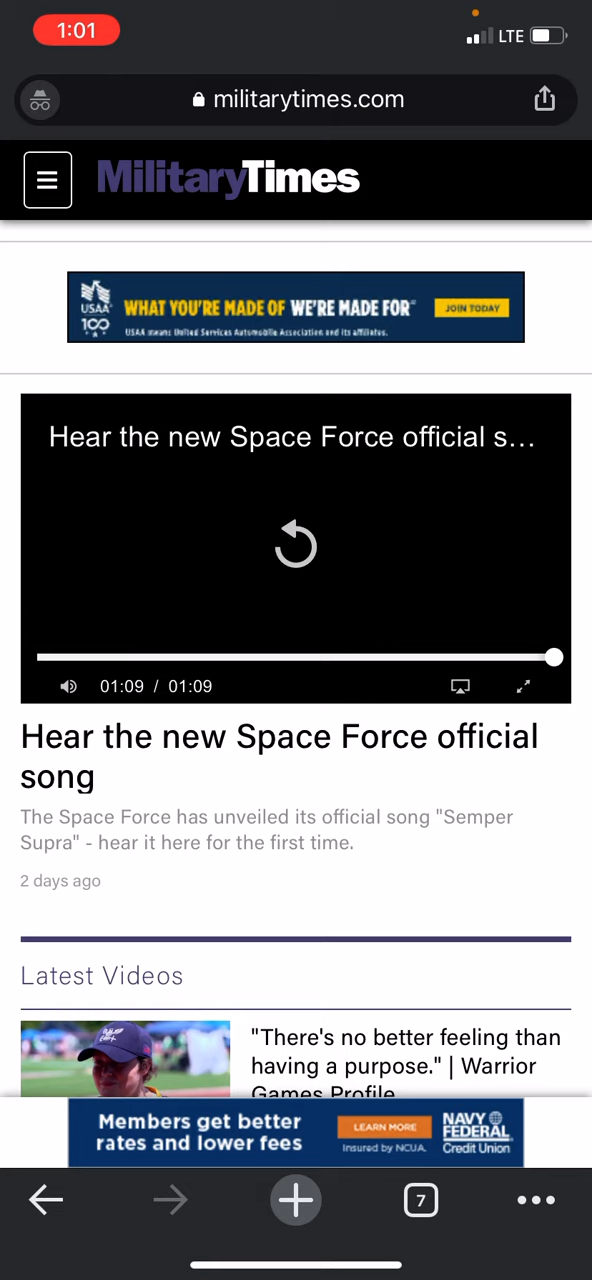 1:01
LTE
militarytimes.com
MilitaryTimes
USAA
100
WHAT YOU'RE MADE OF WE'RE MADE FOR
JOIN TODAY
USAA means United Services Automobile Association and its affiliates.
Hear the new Space Force official s...
01:09 / 01:09
Hear the new Space Force official
song
The Space Force has unveiled its official song "Semper
Supra" - hear it here for the first time.
2 days ago
Latest Videos
"There's no better feeling than
having a purpose." | Warrior
Games Profile
Members get better
rates and lower fees
LEARN MORE
Insured by NCUA.
NAVY
FEDERAL
Credit Union
7